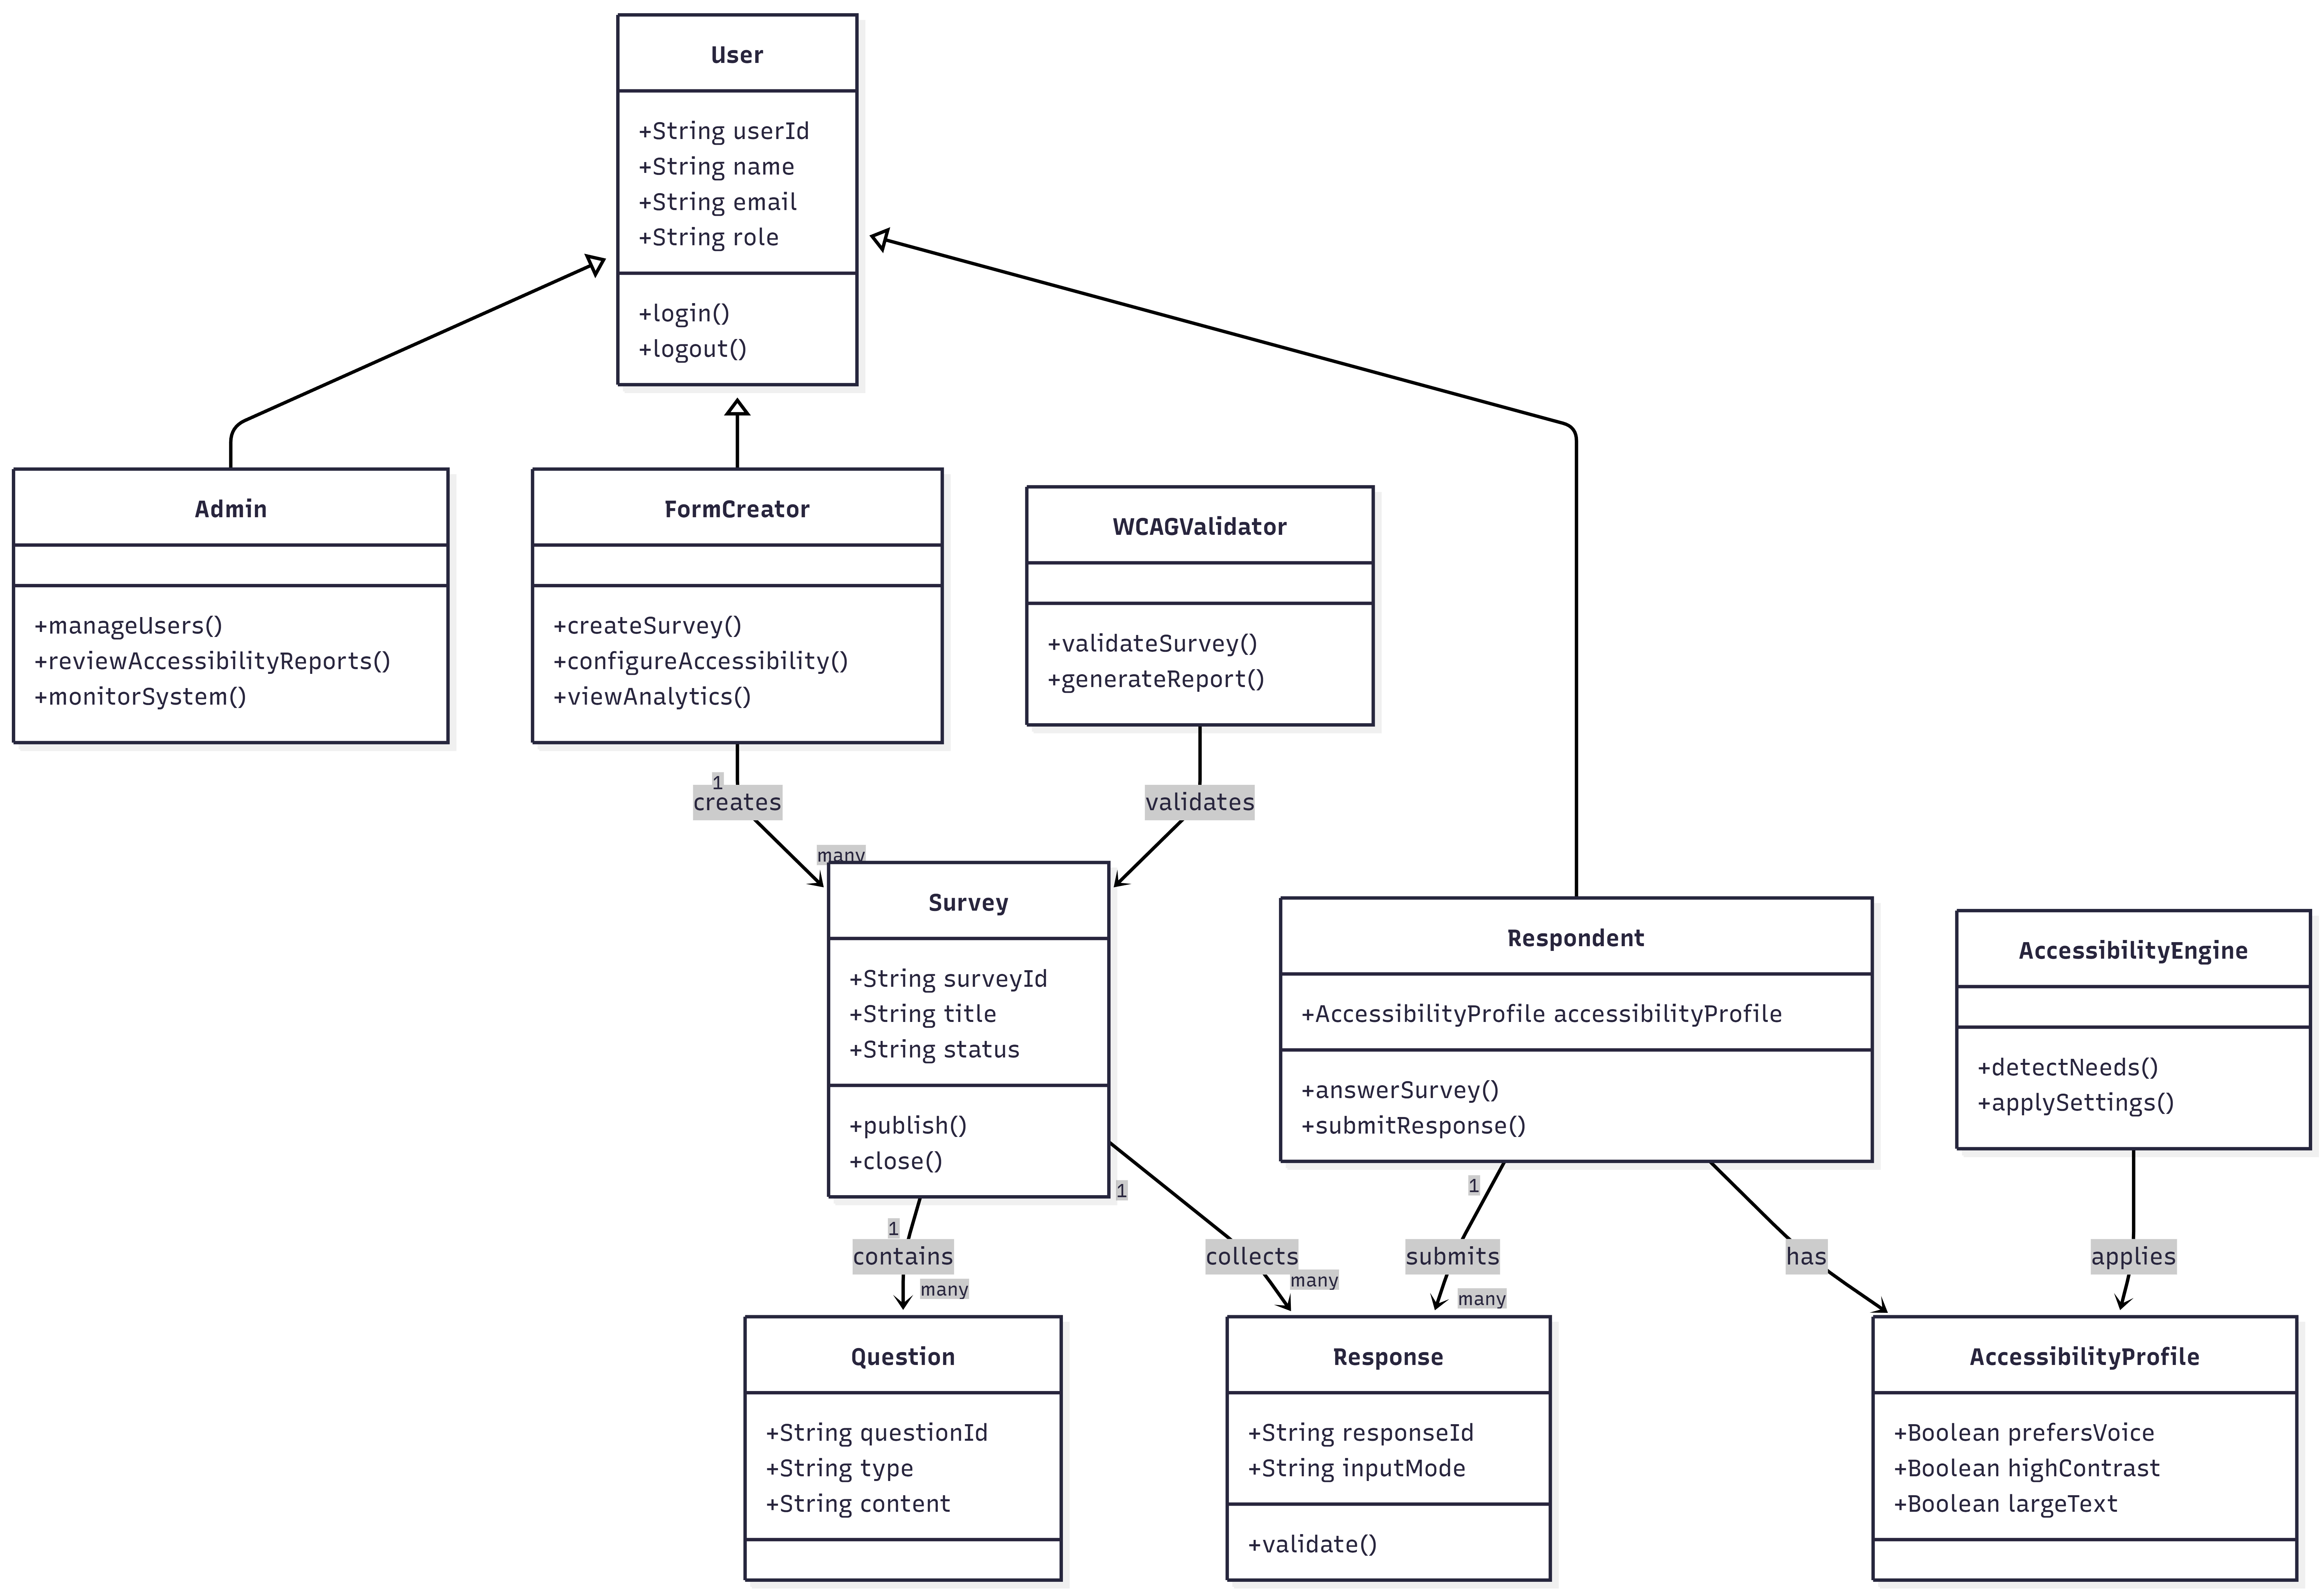 User
+String userId
+String name
+String email
+String role
+login()
+logout()
Admin
+manageUsers()
+reviewAccessibilityReports()
+monitorSystem()
FormCreator
+createSurvey()
+configureAccessibility()
+viewAnalytics()
WCAGValidator
+validateSurvey()
+generateReport()
1
creates
many
validates
Survey
+String surveyId
+String title
+String status
+publish()
+close()
Respondent
+AccessibilityProfile accessibilityProfile
+answerSurvey()
+submitResponse()
AccessibilityEngine
+detectNeeds()
+applySettings()
1
contains
many
1
collects
many
1
submits
many
has
applies
Question
+String questionId
+String type
+String content
Response
+String responseId
+String inputMode
+validate()
AccessibilityProfile
+Boolean prefersVoice
+Boolean highContrast
+Boolean largeText